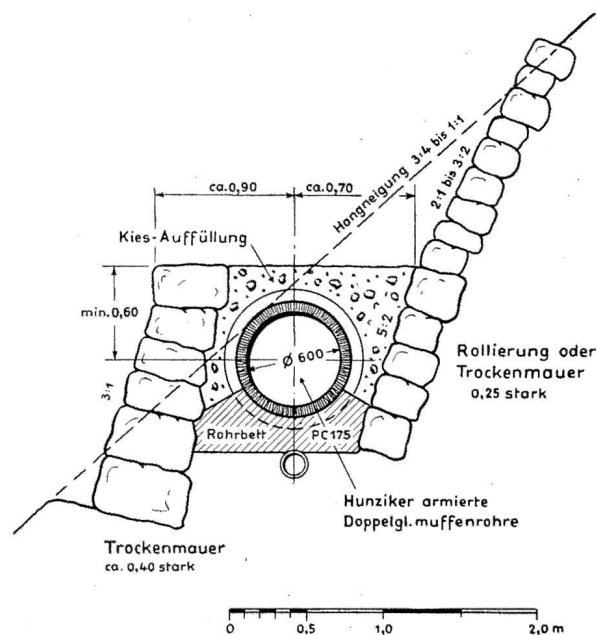 Hangneigung 3:4 bis 1:1
2:1 bis 3:2
ca.0,90
ca.0,70
Kies-Auffüllung
min.0,60
5:2
Ø 600
3:1
Rollierung oder
Trockenmauer
0,25 stark
Rohrbett
PC175
Hunziker armierte
Doppelgl.muffenrohre
Trockenmauer
ca. 0,40 stark
0
0,5
1,0
2,0 m